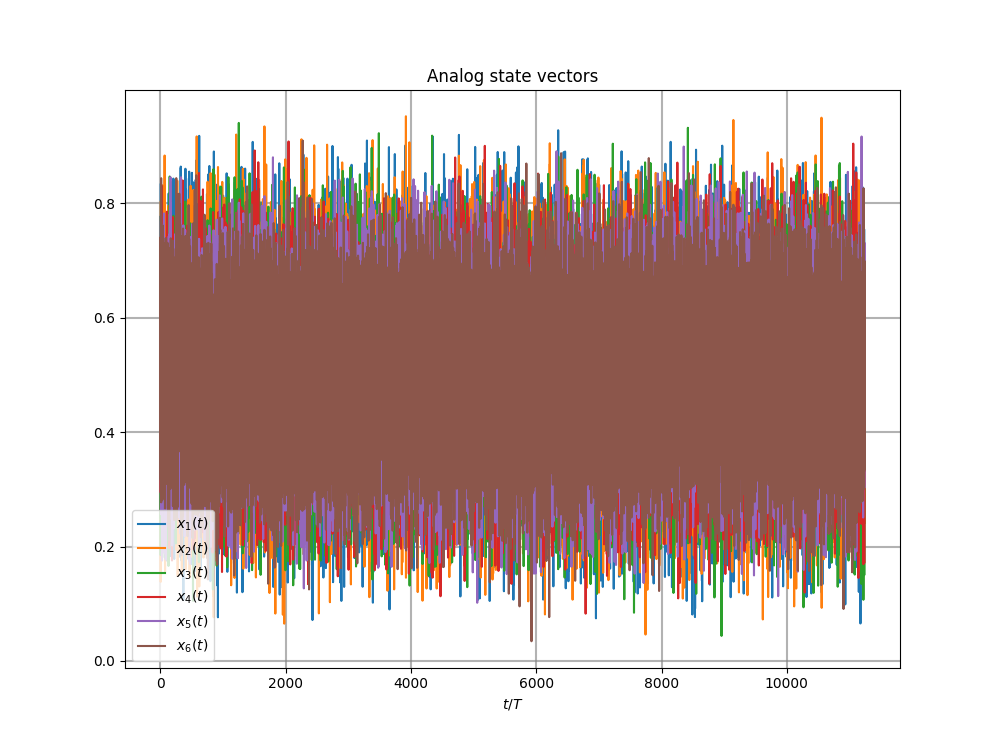 Analog state vectors
0.8
0.6
0.4
0.2
0.0
x₁(t)
x₂(t)
x₃(t)
x₄(t)
x₅(t)
x₆(t)
0 2000 4000 6000 8000 10000
t/T